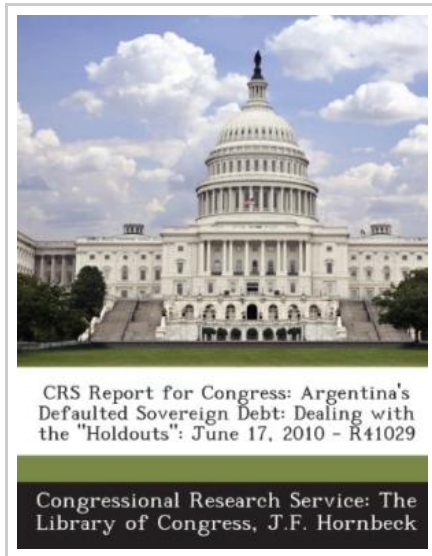 CRS Report for Congress: Argentina's
Defaulted Sovereign Debt: Dealing with
the "Holdouts": June 17, 2010 - R41029
Congressional Research Service: The
Library of Congress, J.F. Hornbeck